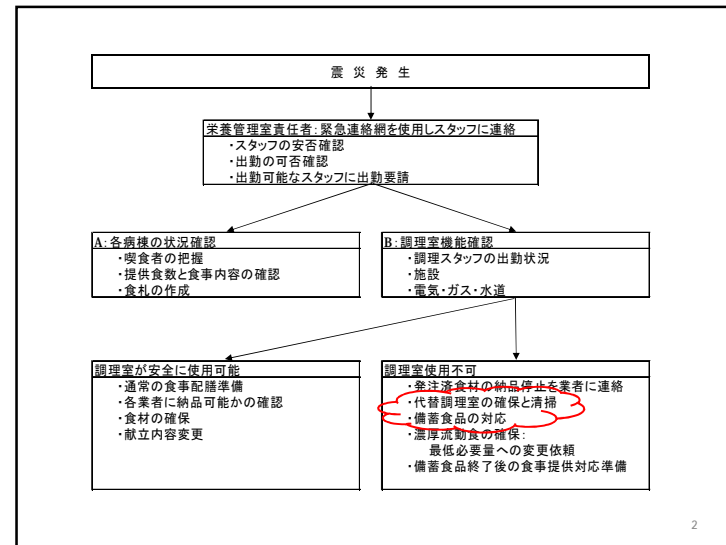 震 災 発 生
栄養管理室責任者:緊急連絡網を使用しスタッフに連絡
・スタッフの安否確認
・出勤の可否確認
・出勤可能なスタッフに出勤要請
A:各病棟の状況確認
・喫食者の把握
・提供食数と食事内容の確認
・食札の作成
B:調理室機能確認
・調理スタッフの出勤状況
・施設
・電気・ガス・水道
調理室が安全に使用可能
・通常の食事配膳準備
・各業者に納品可能かの確認
・食材の確保
・献立内容変更
調理室使用不可
・発注済食材の納品停止を業者に連絡
・代替調理室の確保と清掃
・備蓄食品の対応
・濃厚流動食の確保:
最低必要量への変更依頼
・備蓄食品終了後の食事提供対応準備
2